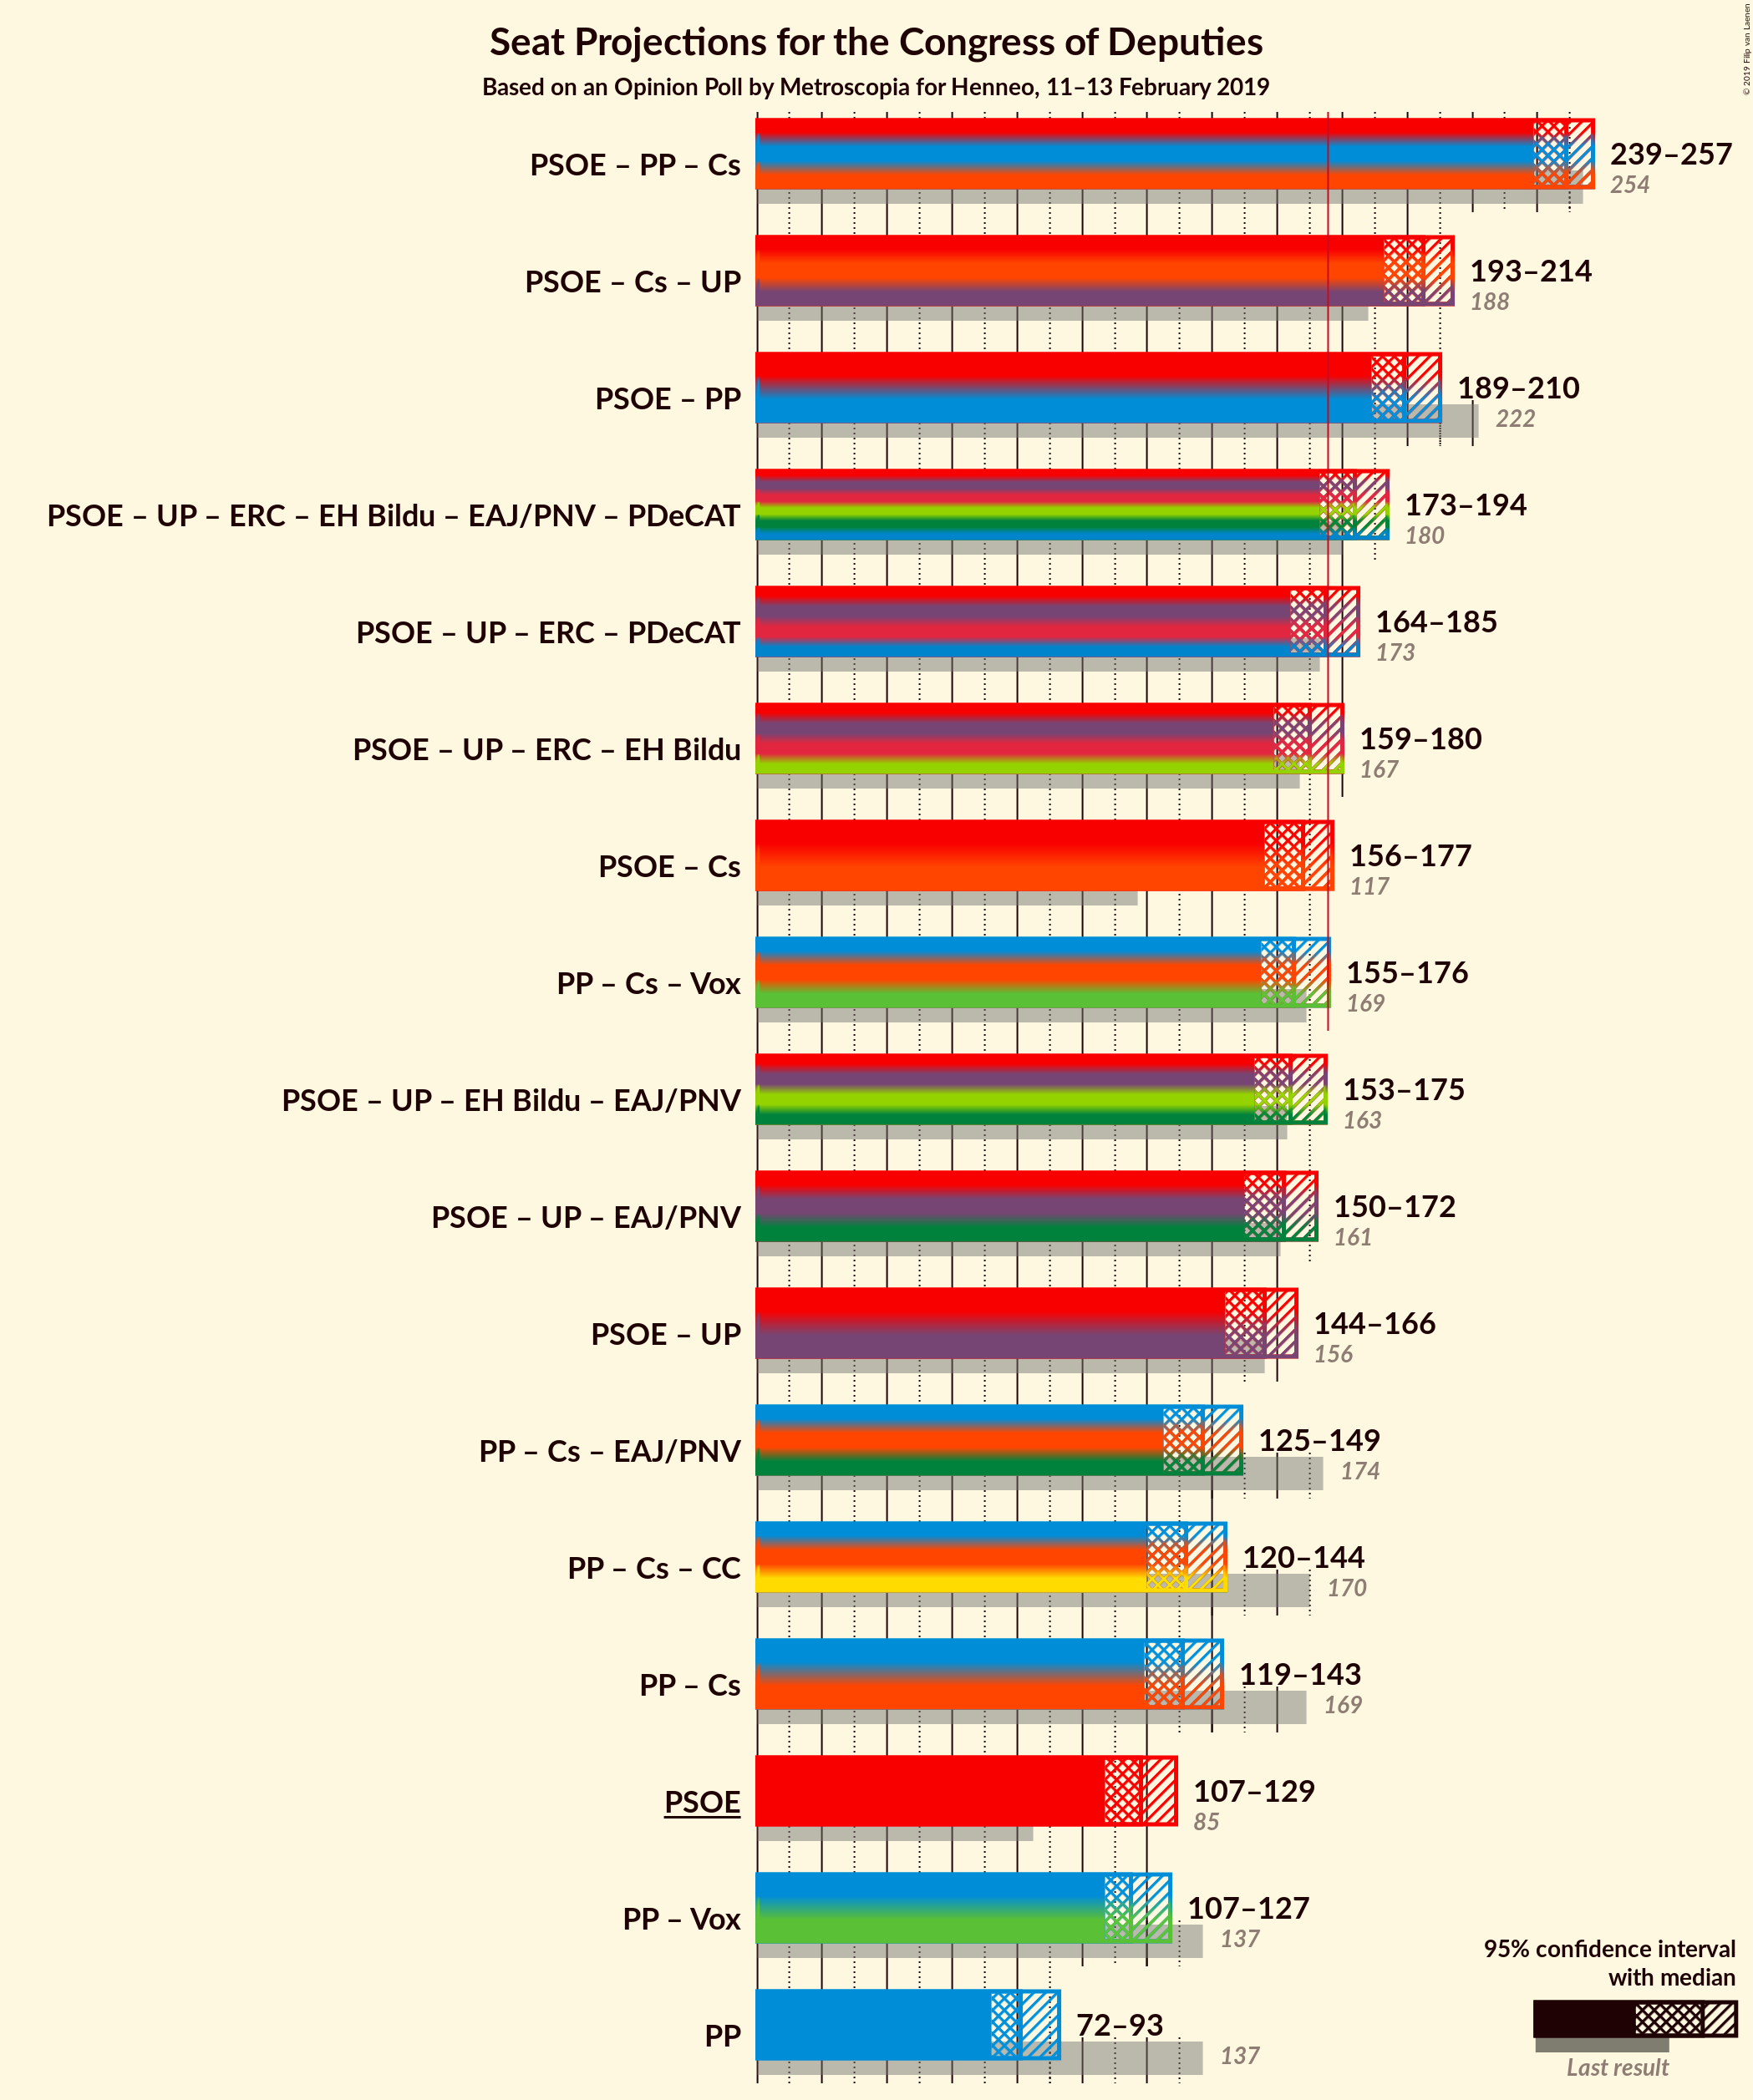 Seat Projections for the Congress of Deputies
Based on an Opinion Poll by Metroscopia for Henneo, 11–13 February 2019
© 2019 Filip van Laenen
PSOE – PP – Cs
239–257
254
PSOE – Cs – UP
193–214
188
PSOE – PP
189–210
222
PSOE – UP – ERC – EH Bildu – EAJ/PNV – PDeCAT
173–194
180
PSOE – UP – ERC – PDeCAT
164–185
173
PSOE – UP – ERC – EH Bildu
159–180
167
PSOE – Cs
156–177
117
PP – Cs – Vox
155–176
169
PSOE – UP – EH Bildu – EAJ/PNV
153–175
163
PSOE – UP – EAJ/PNV
150–172
161
PSOE – UP
144–166
156
PP – Cs – EAJ/PNV
125–149
174
PP – Cs – CC
120–144
170
PP – Cs
119–143
169
PSOE
107–129
85
PP – Vox
107–127
137
PP
72–93
137
95% confidence interval
with median
Last result